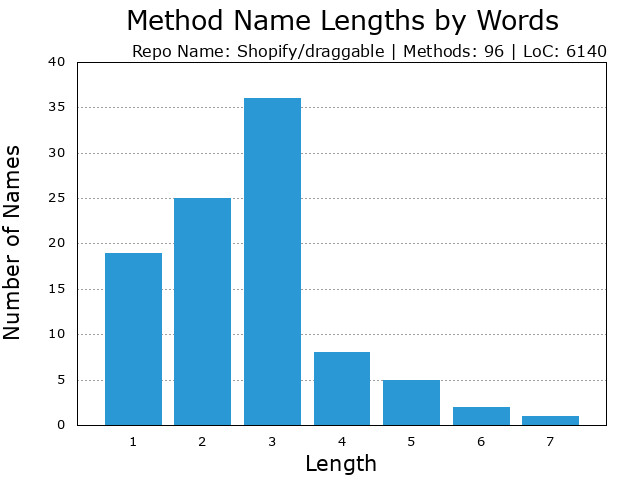 Method Name Lengths by Words
Repo Name: Shopify/draggable | Methods: 96 | LoC: 6140
Number of Names
40
35
30
25
20
15
10
5
0
1 2 3 4 5 6 7
Length